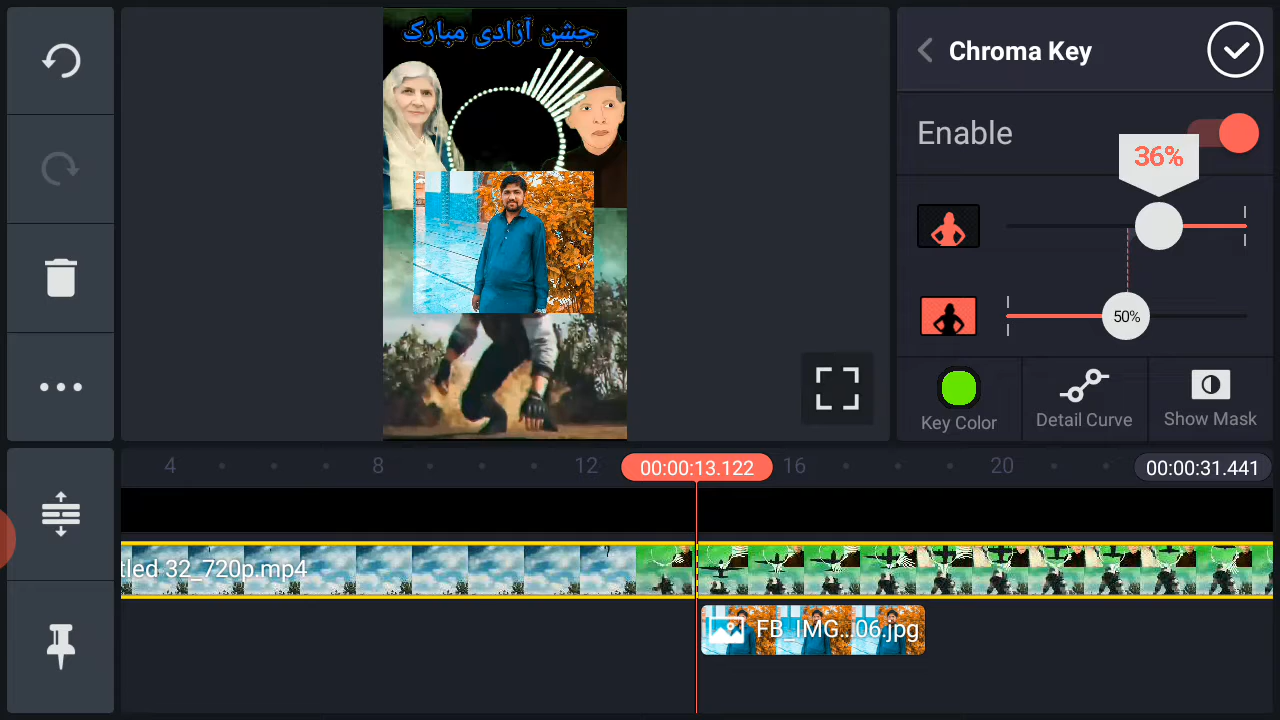 جشن آزادی مبارک
Chroma Key
Enable
36%
50%
Key Color
Detail Curve
Show Mask
4 8 12 00:00:13.122 16 20 00:00:31.441
tled 32_720p.mp4
FB_IMG...06.jpg